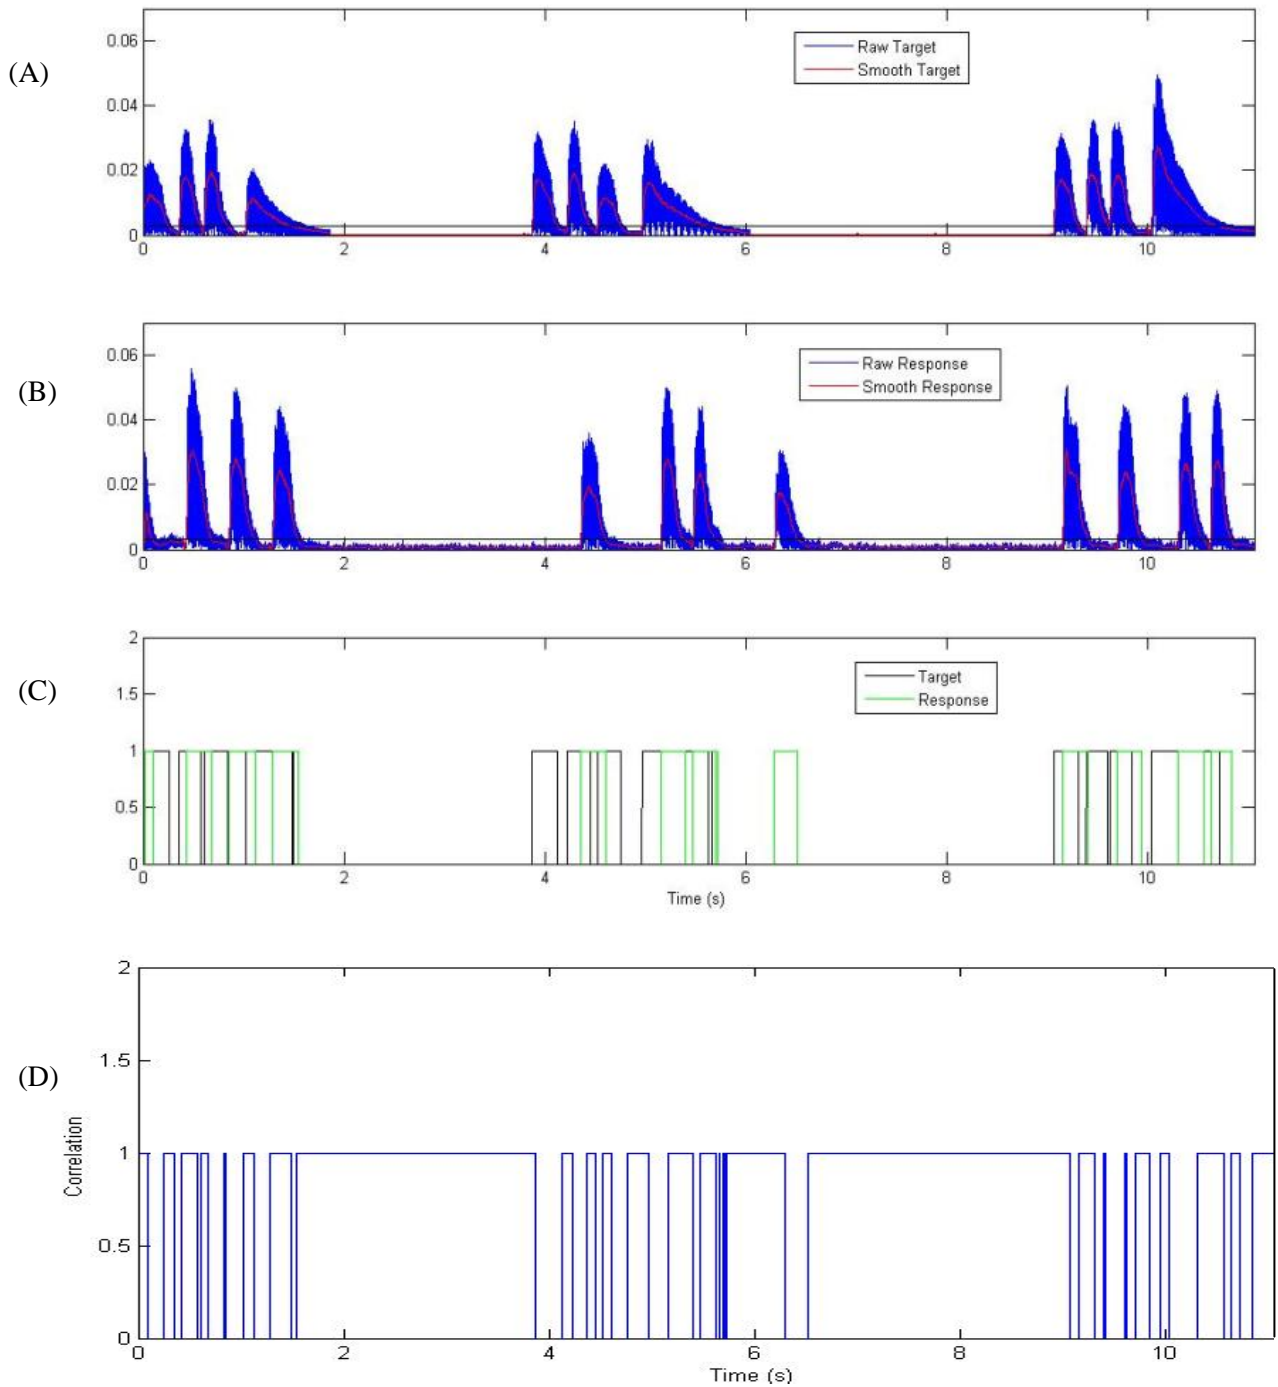 (A)
0.06
0.04
0.02
0
Raw Target
Smooth Target
0 2 4 6 8 10
(B)
0.06
0.04
0.02
0
Raw Response
Smooth Response
0 2 4 6 8 10
(C)
2
1.5
1
0.5
0
Target
Response
0 2 4 6 8 10
Time (s)
(D)
2
1.5
1
0.5
0
Correlation
0 2 4 6 8 10
Time (s)